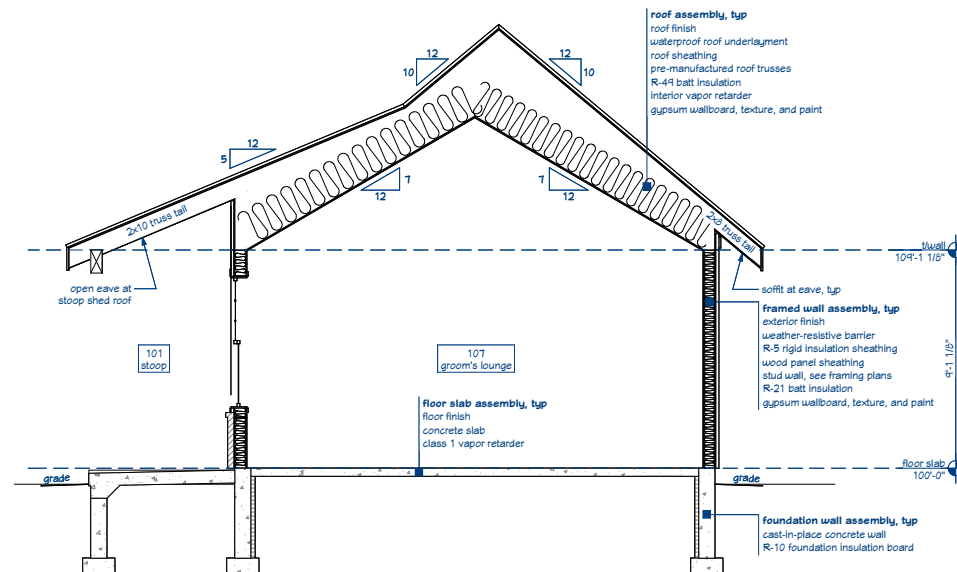 roof assembly, typ
roof finish
waterproof roof underlayment
roof sheathing
pre-manufactured roof trusses
R-49 batt insulation
interior vapor retarder
gypsum wallboard, texture, and paint
12
10
12
10
12
5
7
12
7
12
2x10 truss tail
2x8 truss tail
t/wall
109'-1 1/8"
open eave at
stoop shed roof
soffit at eave, typ
framed wall assembly, typ
exterior finish
weather-resistive barrier
R-5 rigid insulation sheathing
wood panel sheathing
stud wall, see framing plans
R-21 batt insulation
gypsum wallboard, texture, and paint
9'-1 1/8"
101
stoop
107
groom's lounge
floor slab assembly, typ
floor finish
concrete slab
class 1 vapor retarder
floor slab
100'-0"
grade
grade
foundation wall assembly, typ
cast-in-place concrete wall
R-10 foundation insulation board